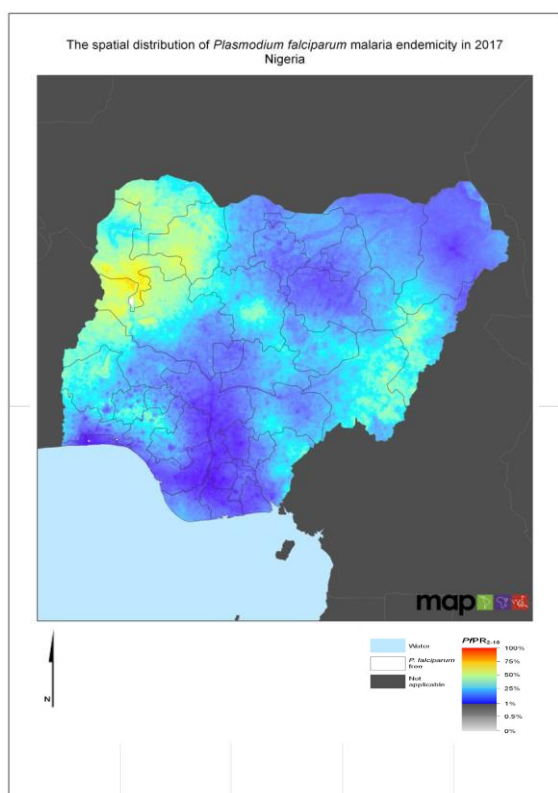 The spatial distribution of Plasmodium falciparum malaria endemicity in 2017
Nigeria
map
Water
P. falciparum
free
Not
applicable
PfPR2-10
100%
75%
50%
25%
1%
0.5%
0%
N